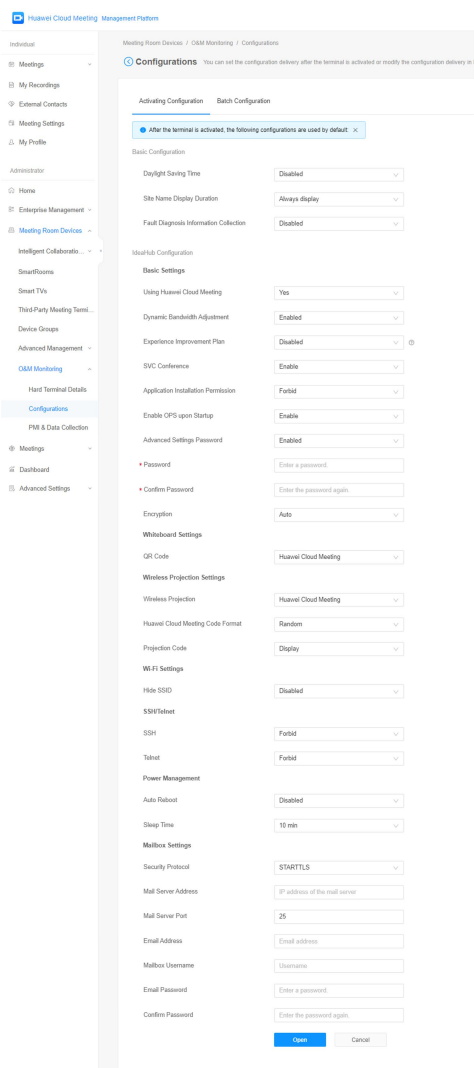 Huawei Cloud Meeting Management Platform
Individual
Meetings
My Recordings
External Contacts
Meeting Settings
My Profile
Administrator
Home
Enterprise Management
Meeting Room Devices
Intelligent Collaboratio...
SmartRooms
Smart TVs
Third-Party Meeting Termi...
Device Groups
Advanced Management
O&M Monitoring
Hard Terminal Details
Configurations
PMI & Data Collection
Meetings
Dashboard
Advanced Settings
Meeting Room Devices / O&M Monitoring / Configurations
Configurations You can set the configuration delivery after the terminal is activated or modify the configuration delivery in
Activating Configuration Batch Configuration
After the terminal is activated, the following configurations are used by default:
Basic Configuration
Daylight Saving Time Disabled
Site Name Display Duration Always display
Fault Diagnosis Information Collection Disabled
IdeaHub Configuration
Basic Settings
Using Huawei Cloud Meeting Yes
Dynamic Bandwidth Adjustment Enabled
Experience Improvement Plan Disabled
SVC Conference Enable
Application Installation Permission Forbid
Enable OPS upon Startup Enable
Advanced Settings Password Enabled
* Password Enter a password.
* Confirm Password Enter the password again.
Encryption Auto
Whiteboard Settings
QR Code Huawei Cloud Meeting
Wireless Projection Settings
Wireless Projection Huawei Cloud Meeting
Huawei Cloud Meeting Code Format Random
Projection Code Display
Wi-Fi Settings
Hide SSID Disabled
SSH/Telnet
SSH Forbid
Telnet Forbid
Power Management
Auto Reboot Disabled
Sleep Time 10 min
Mailbox Settings
Security Protocol STARTTLS
Mail Server Address IP address of the mail server
Mail Server Port 25
Email Address Email address
Mailbox Username Username
Email Password Enter a password.
Confirm Password Enter the password again.
Open Cancel